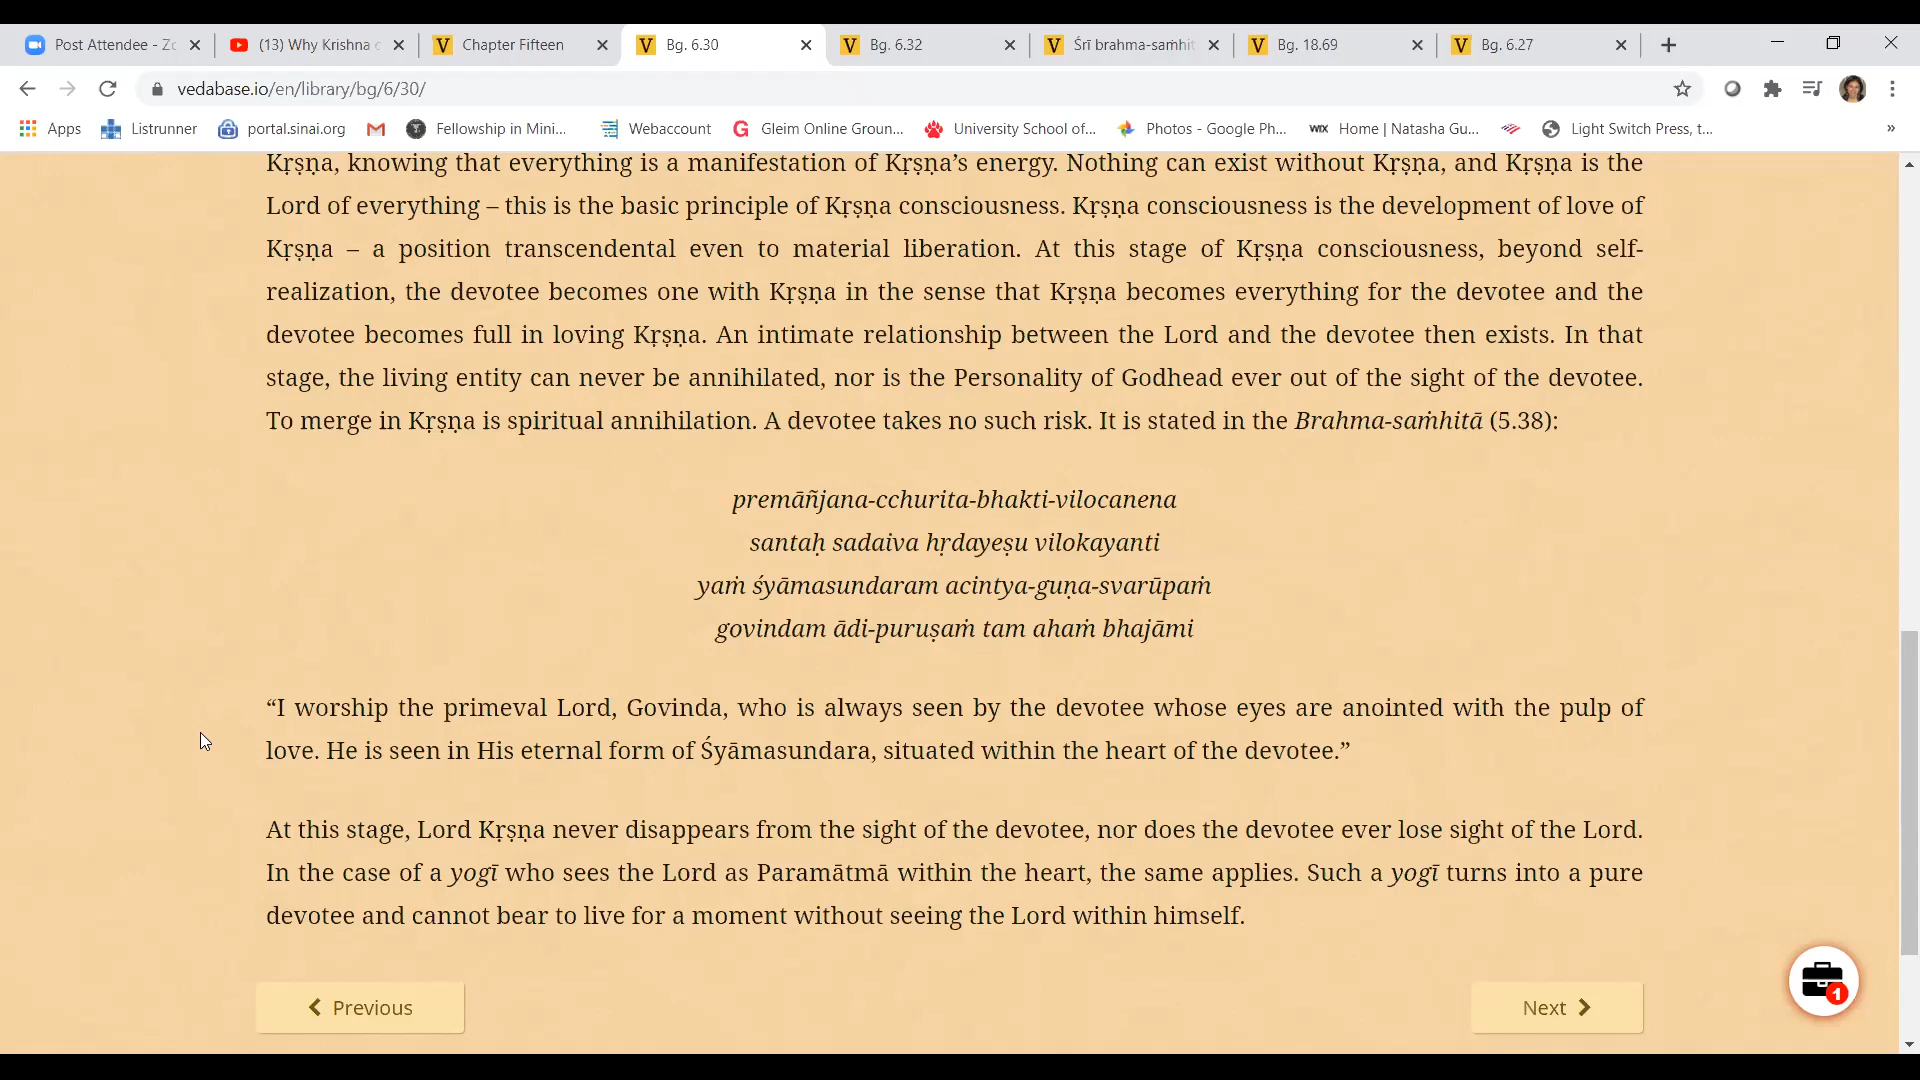 Post Attendee - Zo
(13) Why Krishna c
Chapter Fifteen
Bg. 6.30
Bg. 6.32
Śrī brahma-saṁhit
Bg. 18.69
Bg. 6.27
vedabase.io/en/library/bg/6/30/
Apps
Listrunner
portal.sinai.org
Fellowship in Mini...
Webaccount
Gleim Online Groun...
University School of...
Photos - Google Ph...
WIX Home | Natasha Gu...
Light Switch Press, t...
»
Kṛṣṇa, knowing that everything is a manifestation of Kṛṣṇa’s energy. Nothing can exist without Kṛṣṇa, and Kṛṣṇa is the
Lord of everything – this is the basic principle of Kṛṣṇa consciousness. Kṛṣṇa consciousness is the development of love of
Kṛṣṇa – a position transcendental even to material liberation. At this stage of Kṛṣṇa consciousness, beyond self-
realization, the devotee becomes one with Kṛṣṇa in the sense that Kṛṣṇa becomes everything for the devotee and the
devotee becomes full in loving Kṛṣṇa. An intimate relationship between the Lord and the devotee then exists. In that
stage, the living entity can never be annihilated, nor is the Personality of Godhead ever out of the sight of the devotee.
To merge in Kṛṣṇa is spiritual annihilation. A devotee takes no such risk. It is stated in the Brahma-saṁhitā (5.38):
premāñjana-cchurita-bhakti-vilocanena
santaḥ sadaiva hṛdayeṣu vilokayanti
yaṁ śyāmasundaram acintya-guṇa-svarūpaṁ
govindam ādi-puruṣaṁ tam ahaṁ bhajāmi
“I worship the primeval Lord, Govinda, who is always seen by the devotee whose eyes are anointed with the pulp of
love. He is seen in His eternal form of Śyāmasundara, situated within the heart of the devotee.”
At this stage, Lord Kṛṣṇa never disappears from the sight of the devotee, nor does the devotee ever lose sight of the Lord.
In the case of a yogī who sees the Lord as Paramātmā within the heart, the same applies. Such a yogī turns into a pure
devotee and cannot bear to live for a moment without seeing the Lord within himself.
Previous
Next
1